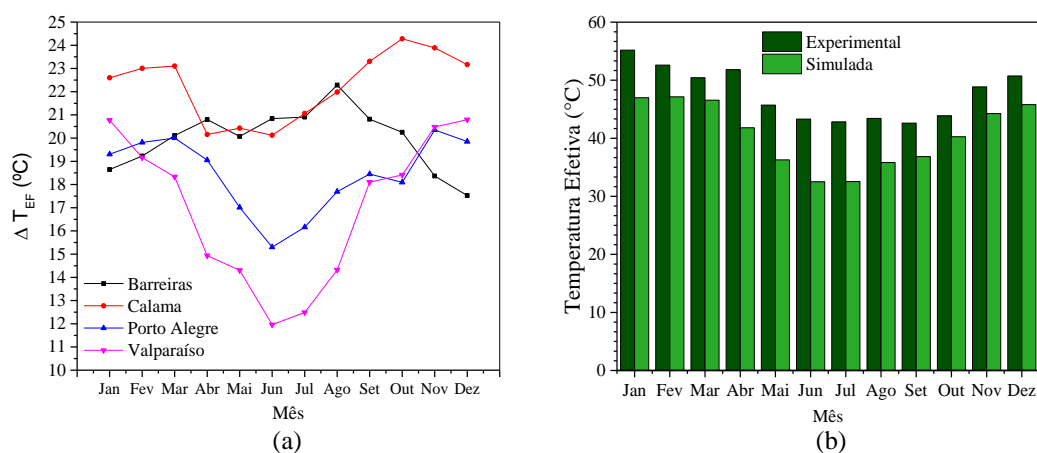 25
24
23
22
21
20
19
18
17
16
15
14
13
12
11
10
Δ T_EF (ºC)
Barreiras
Calama
Porto Alegre
Valparaíso
Jan Fev Mar Abr Mai Jun Jul Ago Set Out Nov Dez
Mês
(a)
60
50
40
30
20
10
0
Temperatura Efetiva (°C)
Experimental
Simulada
Jan Fev Mar Abr Mai Jun Jul Ago Set Out Nov Dez
Mês
(b)